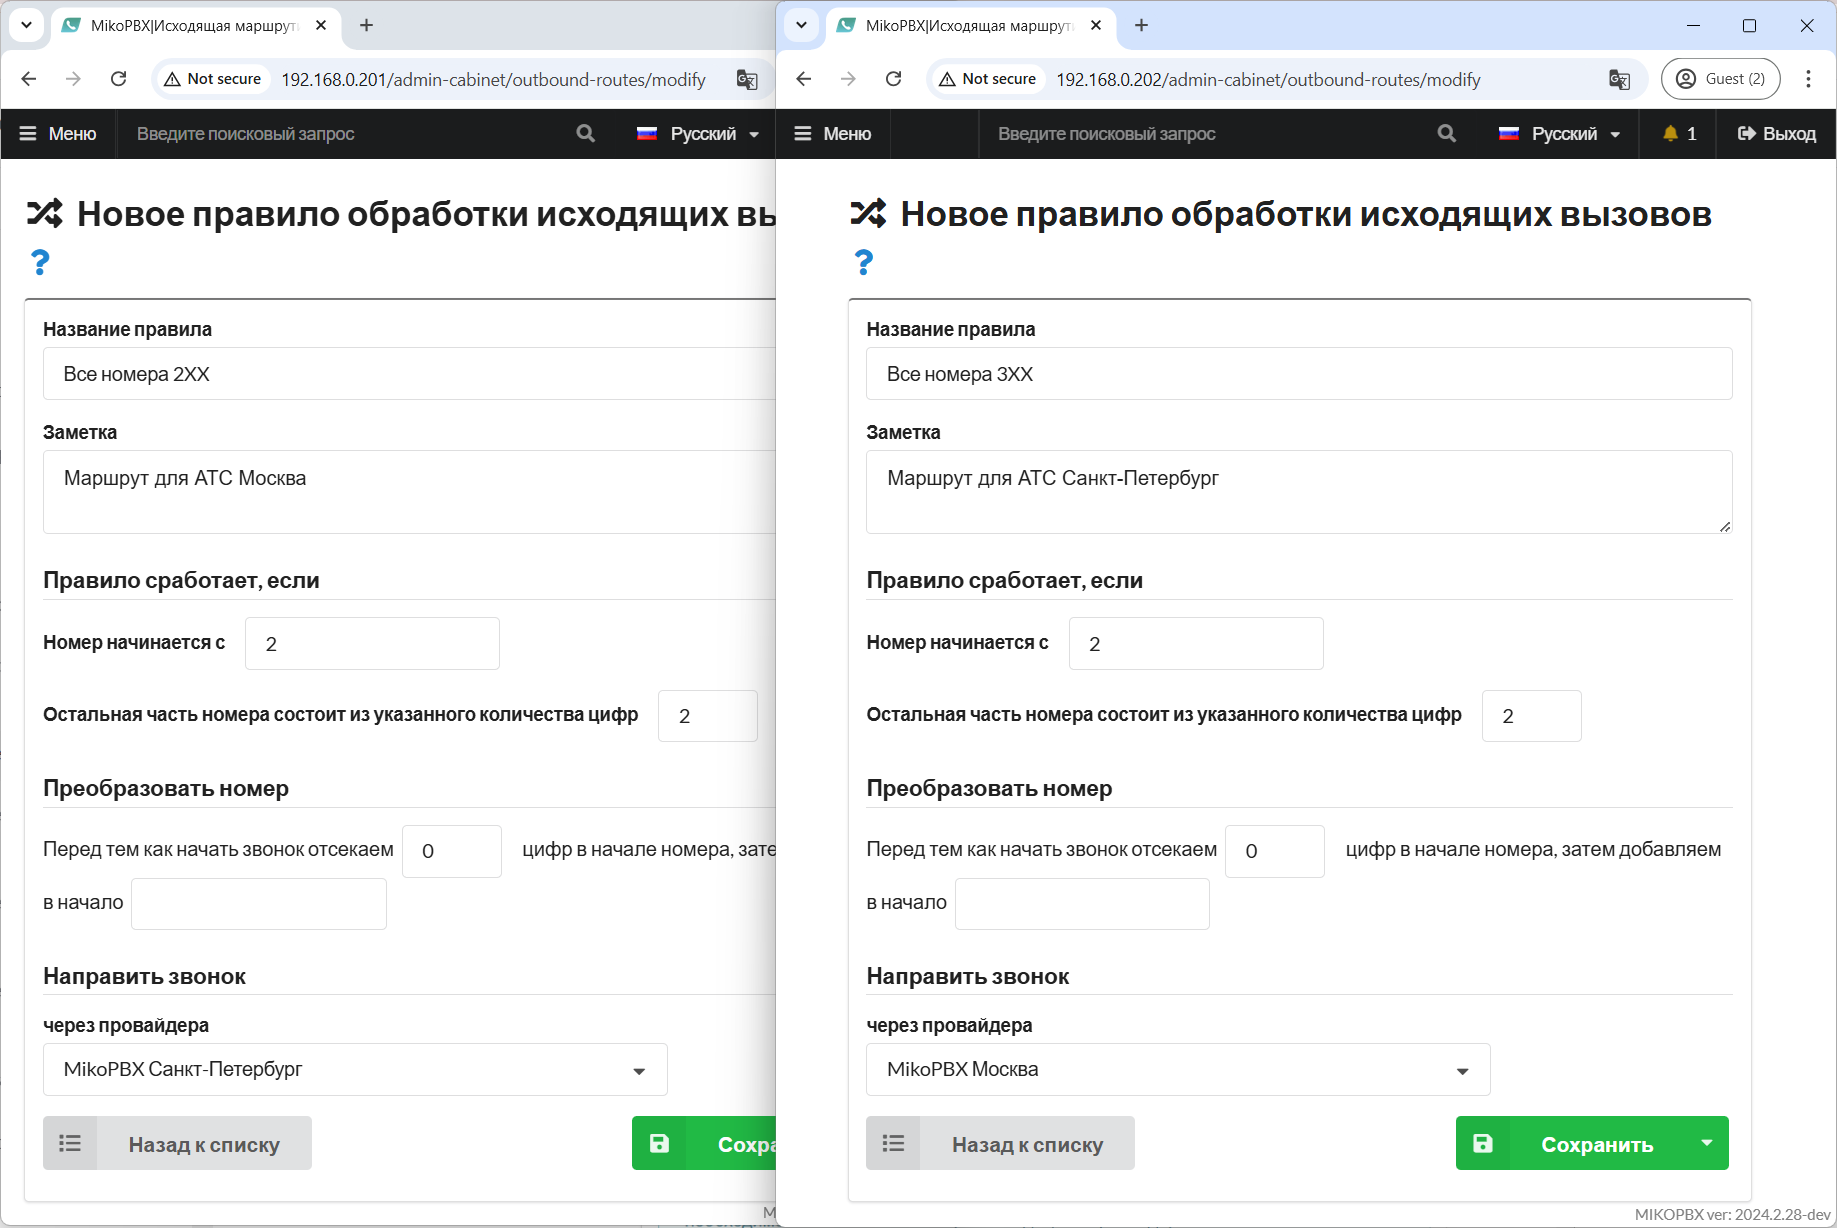 MikoPBX|Исходящая маршрути
Not secure
192.168.0.201/admin-cabinet/outbound-routes/modify
Меню
Введите поисковый запрос
Русский
Новое правило обработки исходящих вы
?
Название правила
Все номера 2XX
Заметка
Маршрут для АТС Москва
Правило сработает, если
Номер начинается с
2
Остальная часть номера состоит из указанного количества цифр
2
Преобразовать номер
Перед тем как начать звонок отсекаем 0 цифр в начале номера, зате
в начало
Направить звонок
через провайдера
MikoPBX Санкт-Петербург
Назад к списку
Сохра
M
MikoPBX|Исходящая маршрути
Not secure
192.168.0.202/admin-cabinet/outbound-routes/modify
Guest (2)
Меню
Введите поисковый запрос
Русский
1
Выход
Новое правило обработки исходящих вызовов
?
Название правила
Все номера 3XX
Заметка
Маршрут для АТС Санкт-Петербург
Правило сработает, если
Номер начинается с
2
Остальная часть номера состоит из указанного количества цифр
2
Преобразовать номер
Перед тем как начать звонок отсекаем 0 цифр в начале номера, затем добавляем
в начало
Направить звонок
через провайдера
MikoPBX Москва
Назад к списку
Сохранить
MIKOPBX ver: 2024.2.28-dev